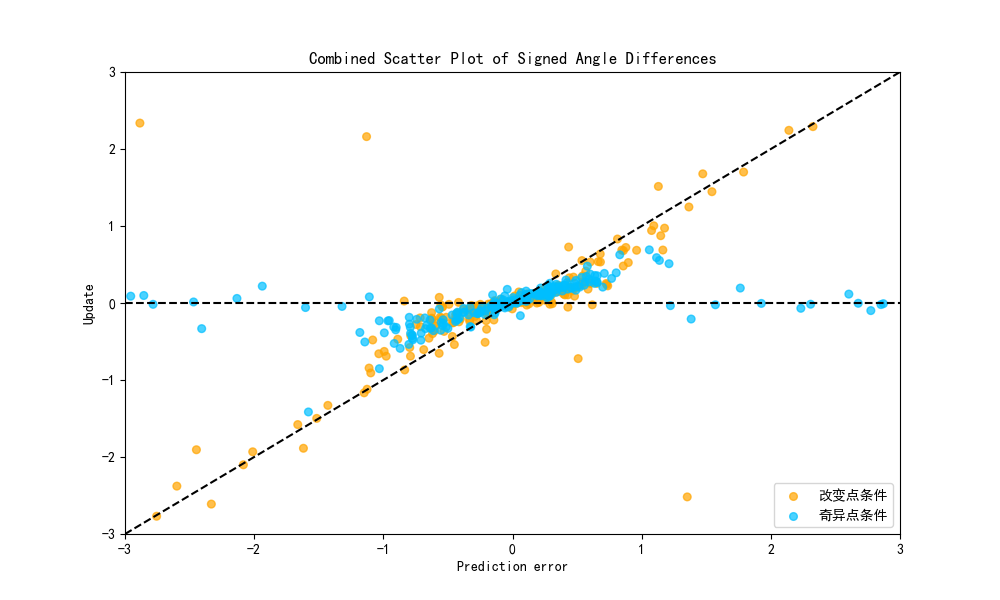 Combined Scatter Plot of Signed Angle Differences
3
2
1
0
−1
−2
−3
Update
−3 −2 −1 0 1 2 3
Prediction error
改变点条件
奇异点条件